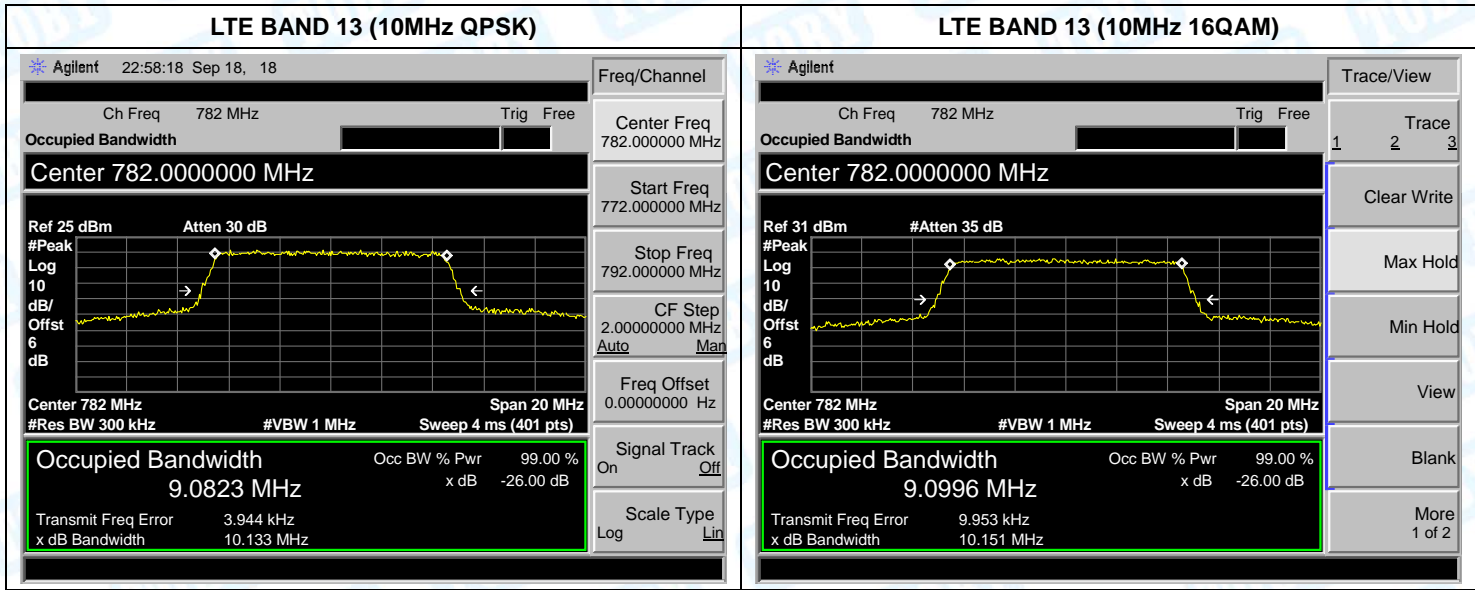 LTE BAND 13 (10MHz QPSK)
Agilent 22:58:18 Sep 18, 18
Ch Freq 782 MHz Trig Free
Occupied Bandwidth
Center 782.0000000 MHz
Ref 25 dBm Atten 30 dB
#Peak
Log
10
dB/
Offst
6
dB
Center 782 MHz Span 20 MHz
#Res BW 300 kHz #VBW 1 MHz Sweep 4 ms (401 pts)
Occupied Bandwidth Occ BW % Pwr 99.00 %
9.0823 MHz x dB -26.00 dB
Transmit Freq Error 3.944 kHz
x dB Bandwidth 10.133 MHz
Freq/Channel
Center Freq
782.000000 MHz
Start Freq
772.000000 MHz
Stop Freq
792.000000 MHz
CF Step
2.00000000 MHz
Auto Man
Freq Offset
0.00000000 Hz
Signal Track
On Off
Scale Type
Log Lin
LTE BAND 13 (10MHz 16QAM)
Agilent
Ch Freq 782 MHz Trig Free
Occupied Bandwidth
Center 782.0000000 MHz
Ref 31 dBm #Atten 35 dB
#Peak
Log
10
dB/
Offst
6
dB
Center 782 MHz Span 20 MHz
#Res BW 300 kHz #VBW 1 MHz Sweep 4 ms (401 pts)
Occupied Bandwidth Occ BW % Pwr 99.00 %
9.0996 MHz x dB -26.00 dB
Transmit Freq Error 9.953 kHz
x dB Bandwidth 10.151 MHz
Trace/View
Trace
1 2 3
Clear Write
Max Hold
Min Hold
View
Blank
More
1 of 2